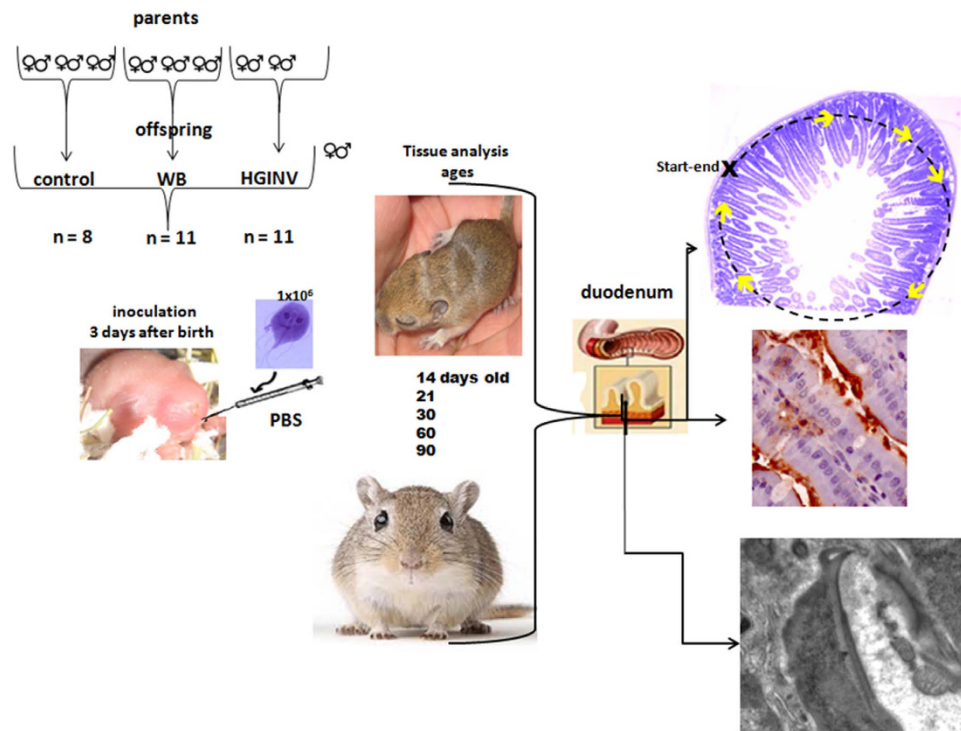 parents
♀♂ ♀♂ ♀♂ ♀♂ ♀♂ ♀♂ ♀♂ ♀♂
offspring
♀♂
control WB HGINV
n = 8 n = 11 n = 11
inoculation
3 days after birth
1x10⁶
PBS
Tissue analysis
ages
14 days old
21
30
60
90
duodenum
Start-end
X